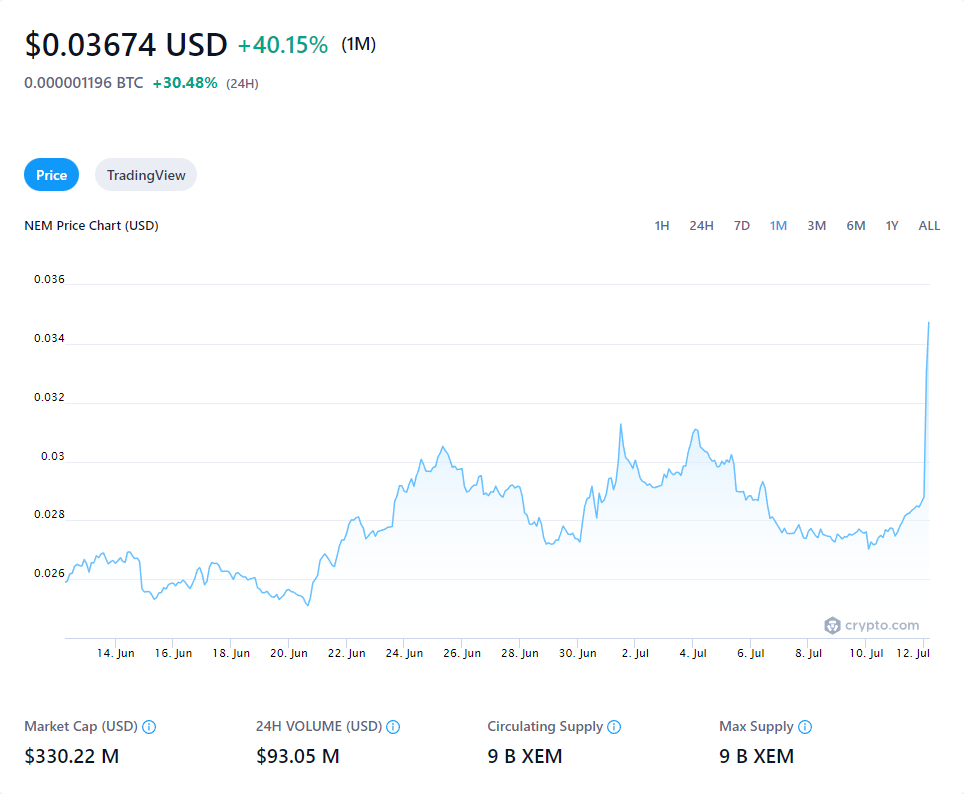 $0.03674 USD +40.15% (1M)
0.000001196 BTC +30.48% (24H)
Price TradingView
NEM Price Chart (USD) 1H 24H 7D 1M 3M 6M 1Y ALL
0.036
0.034
0.032
0.03
0.028
0.026
crypto.com
14. Jun 16. Jun 18. Jun 20. Jun 22. Jun 24. Jun 26. Jun 28. Jun 30. Jun 2. Jul 4. Jul 6. Jul 8. Jul 10. Jul 12. Jul
Market Cap (USD) 24H VOLUME (USD) Circulating Supply Max Supply
$330.22 M $93.05 M 9 B XEM 9 B XEM